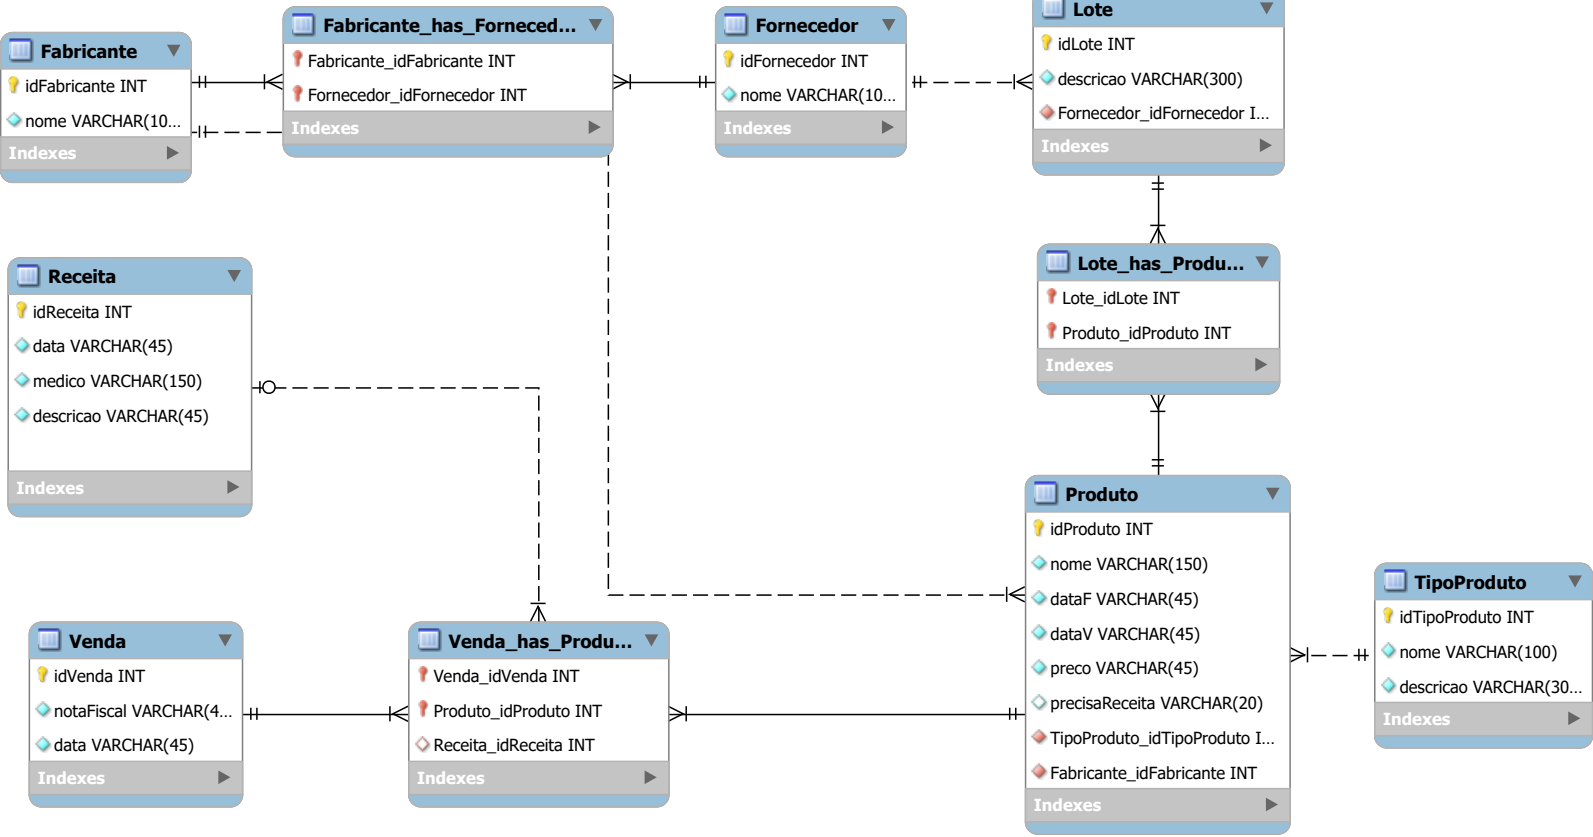 Fabricante
idFabricante INT
nome VARCHAR(10...
Indexes
Fabricante_has_Forneced...
Fabricante_idFabricante INT
Fornecedor_idFornecedor INT
Indexes
Fornecedor
idFornecedor INT
nome VARCHAR(10...
Indexes
Lote
idLote INT
descricao VARCHAR(300)
Fornecedor_idFornecedor I...
Indexes
Receita
idReceita INT
data VARCHAR(45)
medico VARCHAR(150)
descricao VARCHAR(45)
Indexes
Lote_has_Produ...
Lote_idLote INT
Produto_idProduto INT
Indexes
Venda
idVenda INT
notaFiscal VARCHAR(4...
data VARCHAR(45)
Indexes
Venda_has_Produ...
Venda_idVenda INT
Produto_idProduto INT
Receita_idReceita INT
Indexes
Produto
idProduto INT
nome VARCHAR(150)
dataF VARCHAR(45)
dataV VARCHAR(45)
preco VARCHAR(45)
precisaReceita VARCHAR(20)
TipoProduto_idTipoProduto I...
Fabricante_idFabricante INT
Indexes
TipoProduto
idTipoProduto INT
nome VARCHAR(100)
descricao VARCHAR(30...
Indexes